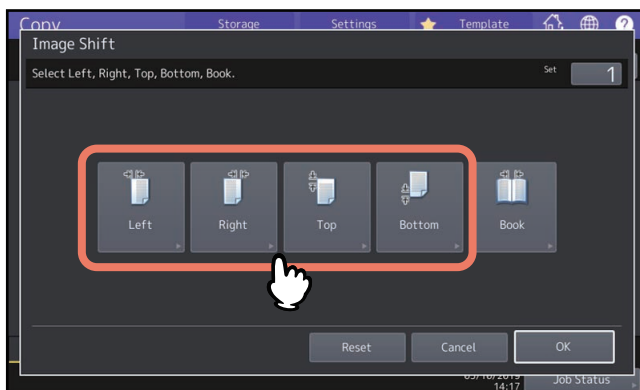 Copy Storage Settings Template ?
Image Shift
Select Left, Right, Top, Bottom, Book. Set 1
Left Right Top Bottom Book
Reset Cancel OK
14:17 Job Status